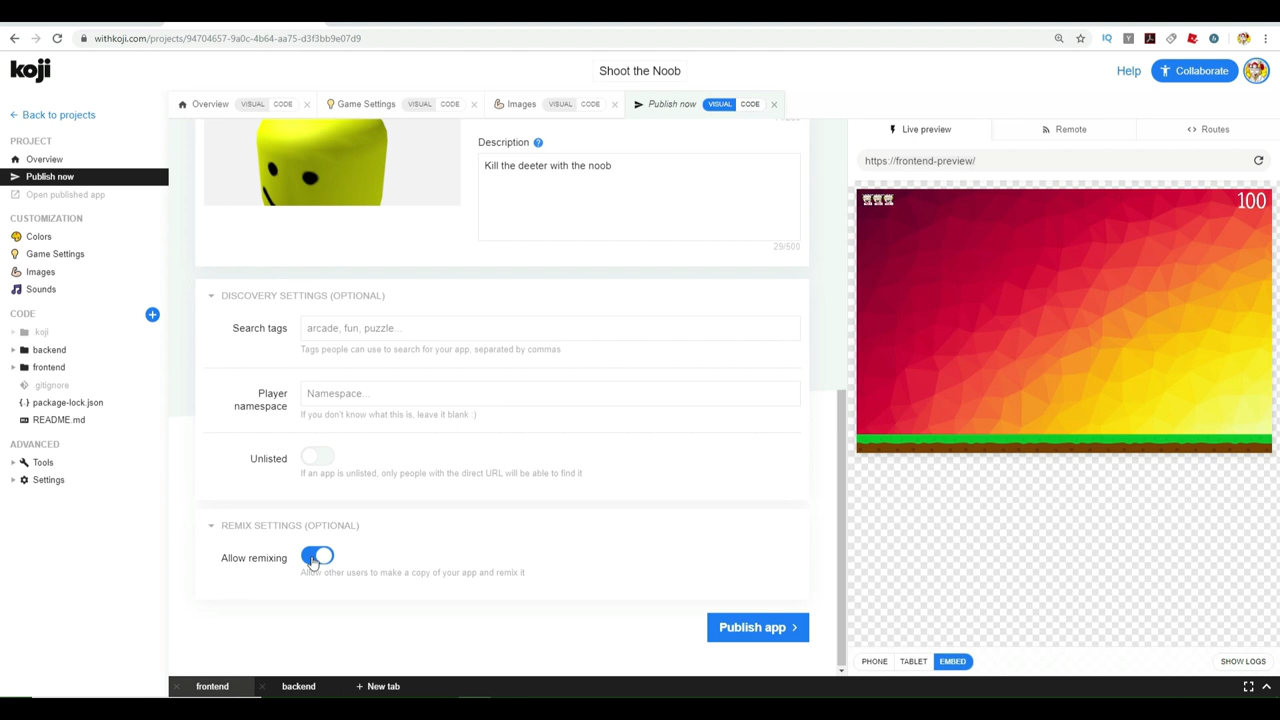 withkoji.com/projects/94704657-9a0c-4b64-aa75-d3f3bb9e07d9
koji
Shoot the Noob
Help
Collaborate
Back to projects
PROJECT
Overview
Publish now
Open published app
CUSTOMIZATION
Colors
Game Settings
Images
Sounds
CODE
koji
backend
frontend
.gitignore
package-lock.json
README.md
ADVANCED
Tools
Settings
Overview VISUAL CODE
Game Settings VISUAL CODE
Images VISUAL CODE
Publish now VISUAL CODE
Description
Kill the deeter with the noob
29/500
DISCOVERY SETTINGS (OPTIONAL)
Search tags
arcade, fun, puzzle...
Tags people can use to search for your app, separated by commas
Player namespace
Namespace...
If you don't know what this is, leave it blank :)
Unlisted
If an app is unlisted, only people with the direct URL will be able to find it
REMIX SETTINGS (OPTIONAL)
Allow remixing
Allow other users to make a copy of your app and remix it
Publish app
Live preview
Remote
Routes
https://frontend-preview/
100
PHONE
TABLET
EMBED
SHOW LOGS
frontend
backend
+ New tab